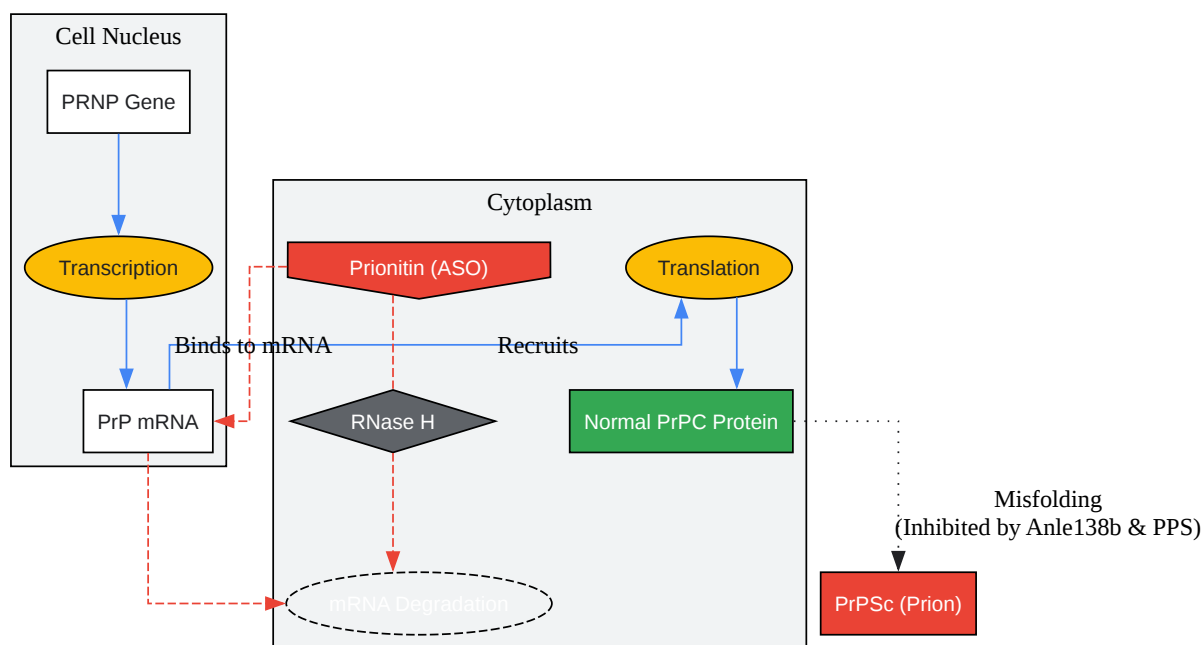 Cell Nucleus
PRNP Gene
Cytoplasm
Transcription
Prionitin (ASO)
Translation
Binds to mRNA
Recruits
PrP mRNA
RNase H
Normal PrPC Protein
Misfolding
(Inhibited by Anle138b & PPS)
mRNA Degradation
PrPSc (Prion)